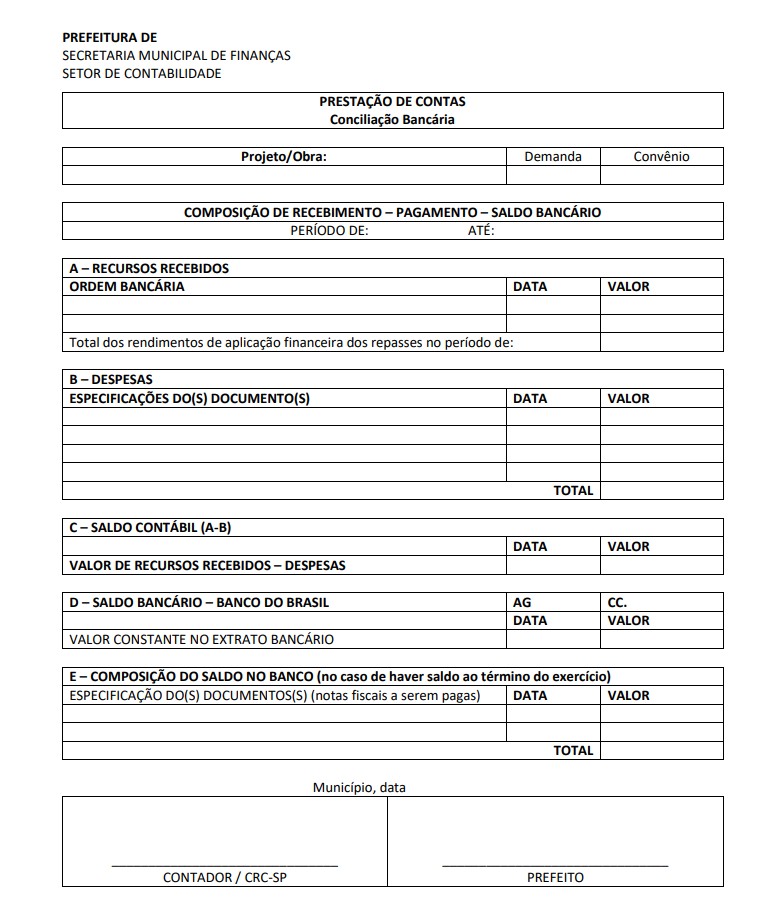 PREFEITURA DE
SECRETARIA MUNICIPAL DE FINANÇAS
SETOR DE CONTABILIDADE
PRESTAÇÃO DE CONTAS
Conciliação Bancária
Projeto/Obra: Demanda Convênio
COMPOSIÇÃO DE RECEBIMENTO – PAGAMENTO – SALDO BANCÁRIO
PERÍODO DE: ATÉ:
A – RECURSOS RECEBIDOS
ORDEM BANCÁRIA DATA VALOR
Total dos rendimentos de aplicação financeira dos repasses no período de:
B – DESPESAS
ESPECIFICAÇÕES DO(S) DOCUMENTO(S) DATA VALOR
TOTAL
C – SALDO CONTÁBIL (A-B)
DATA VALOR
VALOR DE RECURSOS RECEBIDOS – DESPESAS
D – SALDO BANCÁRIO – BANCO DO BRASIL AG CC.
DATA VALOR
VALOR CONSTANTE NO EXTRATO BANCÁRIO
E – COMPOSIÇÃO DO SALDO NO BANCO (no caso de haver saldo ao término do exercício)
ESPECIFICAÇÃO DO(S) DOCUMENTOS(S) (notas fiscais a serem pagas) DATA VALOR
TOTAL
Município, data
CONTADOR / CRC-SP PREFEITO